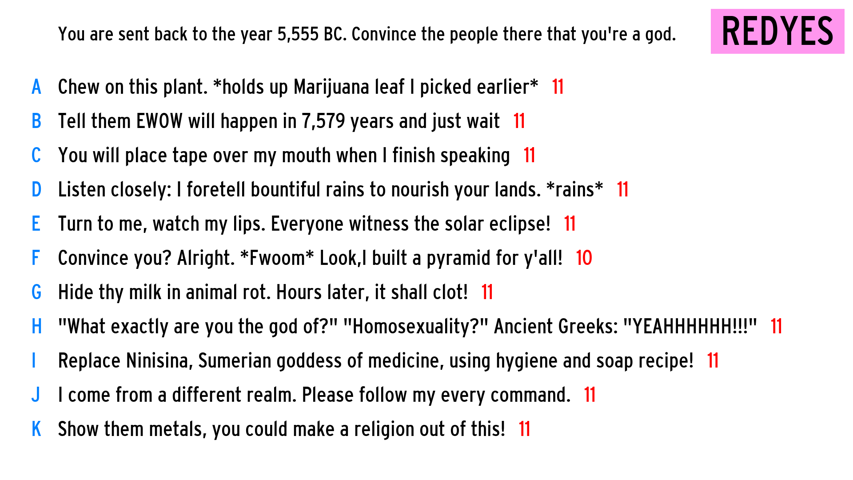 You are sent back to the year 5,555 BC. Convince the people there that you're a god.
REDYES
A Chew on this plant. *holds up Marijuana leaf I picked earlier* 11
B Tell them EWOW will happen in 7,579 years and just wait 11
C You will place tape over my mouth when I finish speaking 11
D Listen closely: I foretell bountiful rains to nourish your lands. *rains* 11
E Turn to me, watch my lips. Everyone witness the solar eclipse! 11
F Convince you? Alright. *Fwoom* Look,I built a pyramid for y'all! 10
G Hide thy milk in animal rot. Hours later, it shall clot! 11
H "What exactly are you the god of?" "Homosexuality?" Ancient Greeks: "YEAHHHHHH!!!" 11
I Replace Ninisina, Sumerian goddess of medicine, using hygiene and soap recipe! 11
J I come from a different realm. Please follow my every command. 11
K Show them metals, you could make a religion out of this! 11